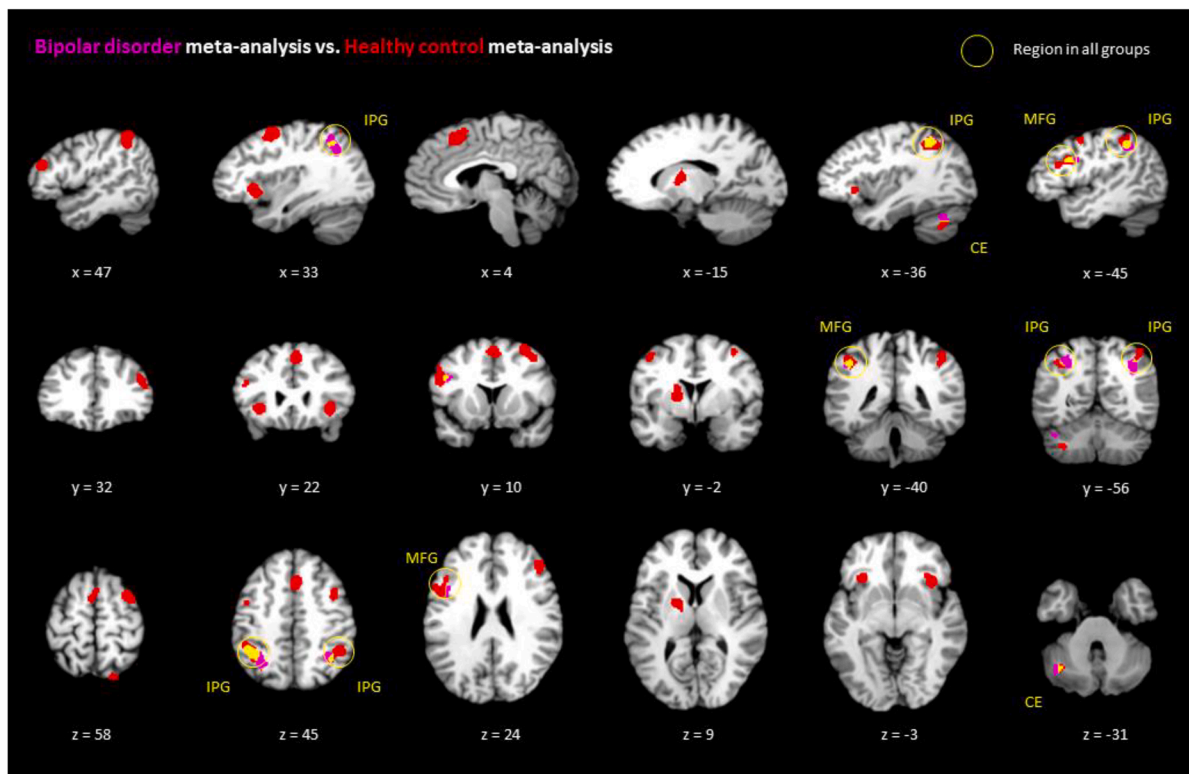 Bipolar disorder meta-analysis vs. Healthy control meta-analysis
Region in all groups
IPG
IPG
MFG
IPG
CE
x = 47
x = 33
x = 4
x = -15
x = -36
x = -45
MFG
IPG
IPG
y = 32
y = 22
y = 10
y = -2
y = -40
y = -56
MFG
IPG
IPG
CE
z = 58
z = 45
z = 24
z = 9
z = -3
z = -31